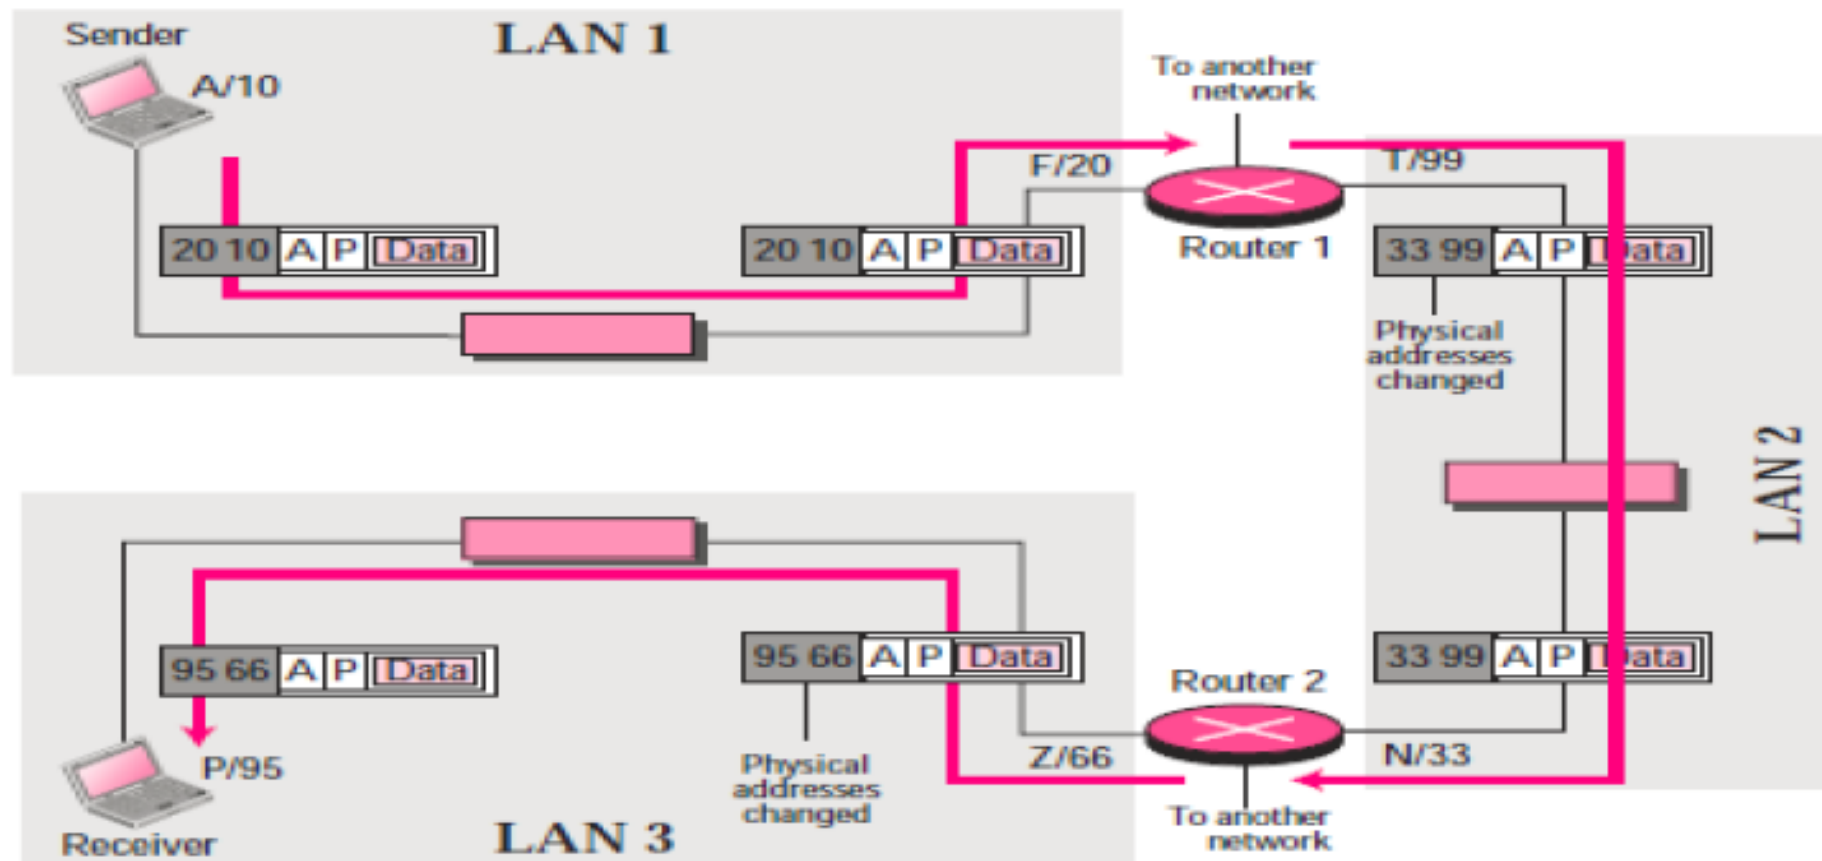 Sender
LAN 1
A/10
To another
network
F/20
T/99
20 10 A P Data
20 10 A P Data
Router 1
33 99 A P Data
Physical
addresses
changed
LAN 2
95 66 A P Data
95 66 A P Data
Router 2
33 99 A P Data
P/95
Physical
addresses
changed
Z/66
N/33
To another
network
Receiver
LAN 3